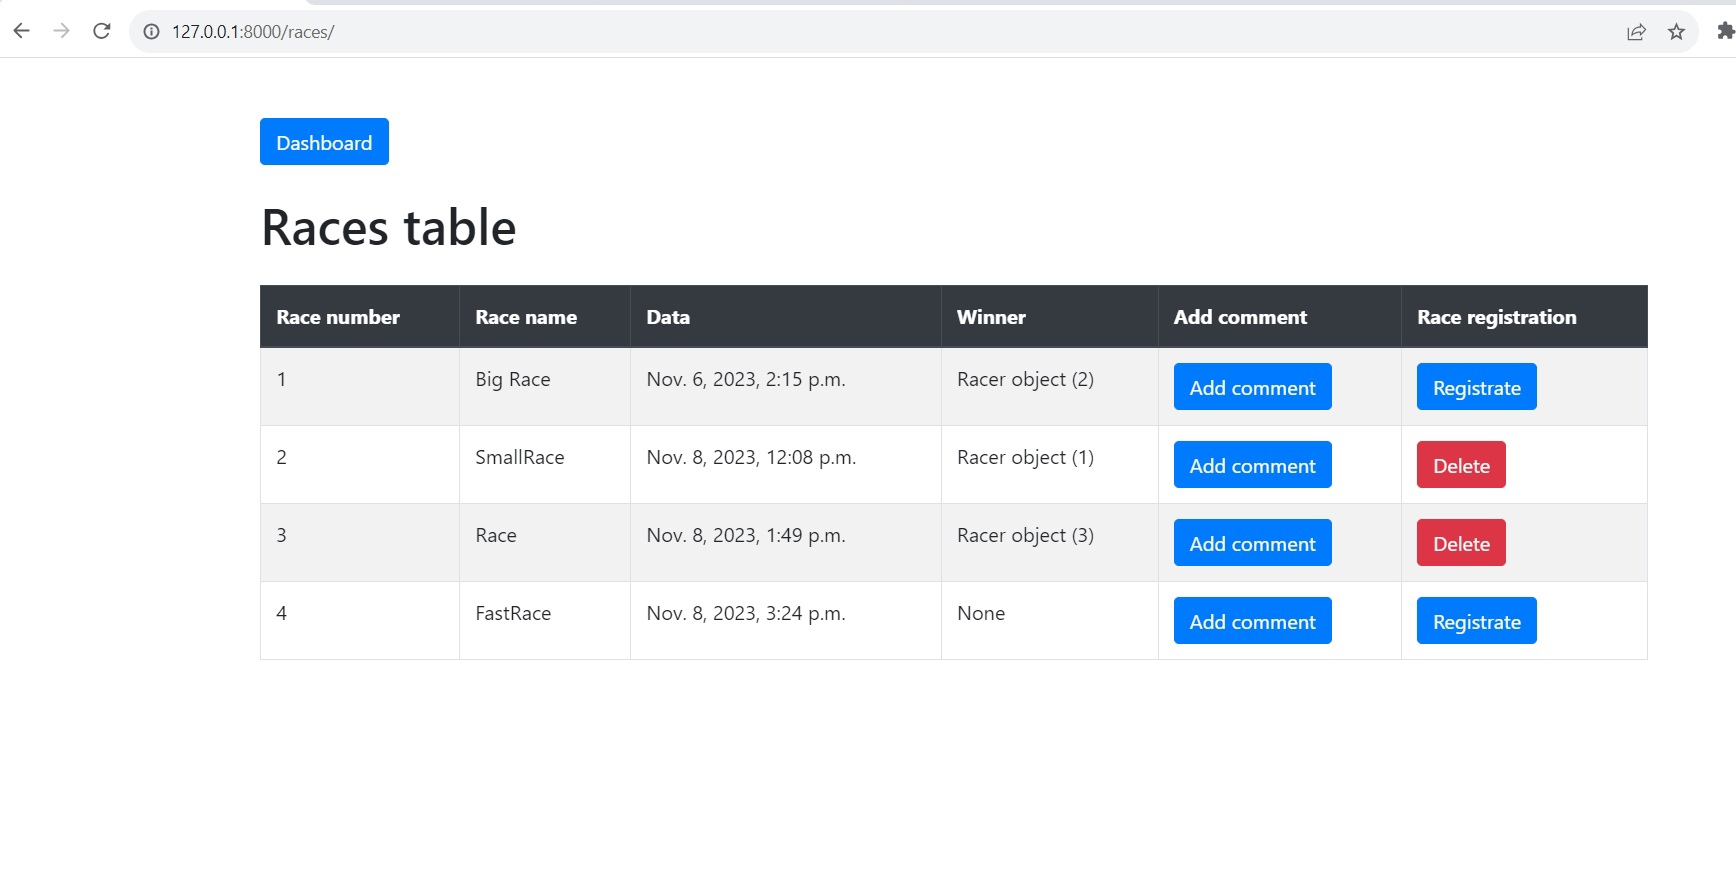 127.0.0.1:8000/races/
Dashboard
Races table
Race number Race name Data Winner Add comment Race registration
1 Big Race Nov. 6, 2023, 2:15 p.m. Racer object (2) Add comment Registrate
2 SmallRace Nov. 8, 2023, 12:08 p.m. Racer object (1) Add comment Delete
3 Race Nov. 8, 2023, 1:49 p.m. Racer object (3) Add comment Delete
4 FastRace Nov. 8, 2023, 3:24 p.m. None Add comment Registrate